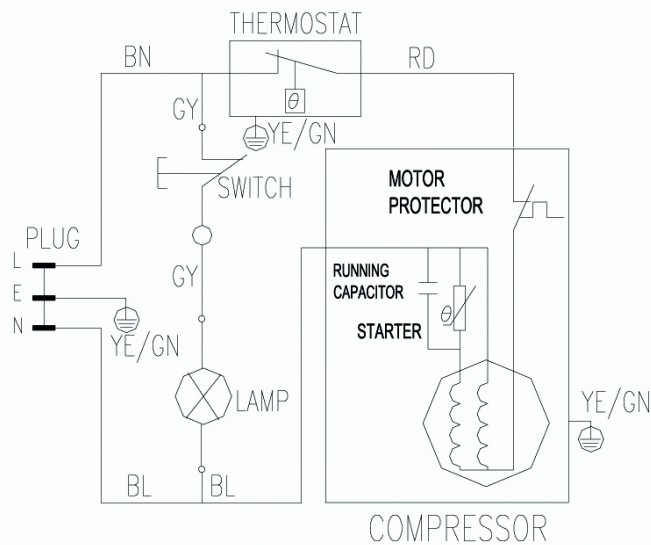 THERMOSTAT
BN
RD
GY
θ
YE/GN
MOTOR
PROTECTOR
SWITCH
PLUG
L
E
N
GY
RUNNING
CAPACITOR
θ
STARTER
YE/GN
LAMP
YE/GN
BL
BL
COMPRESSOR